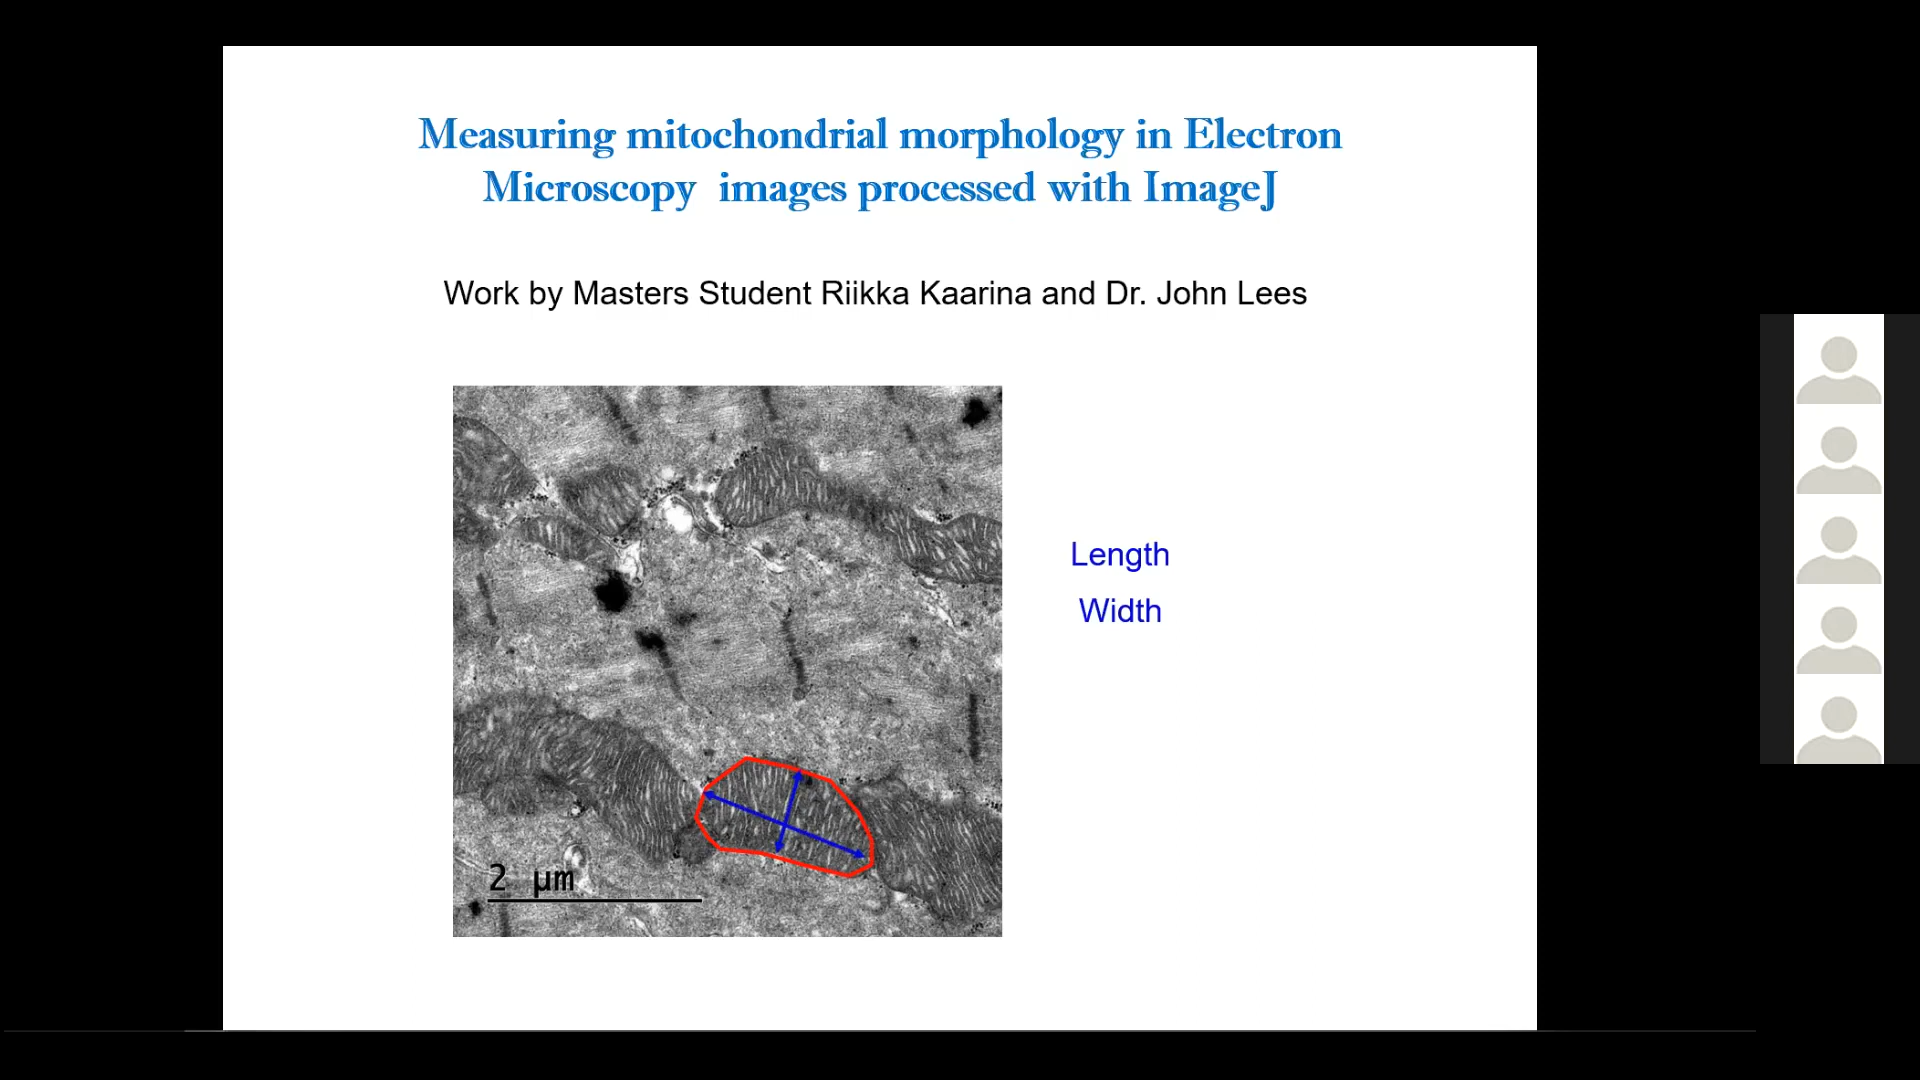 Measuring mitochondrial morphology in Electron
Microscopy images processed with ImageJ
Work by Masters Student Riikka Kaarina and Dr. John Lees
Length
Width
2 µm